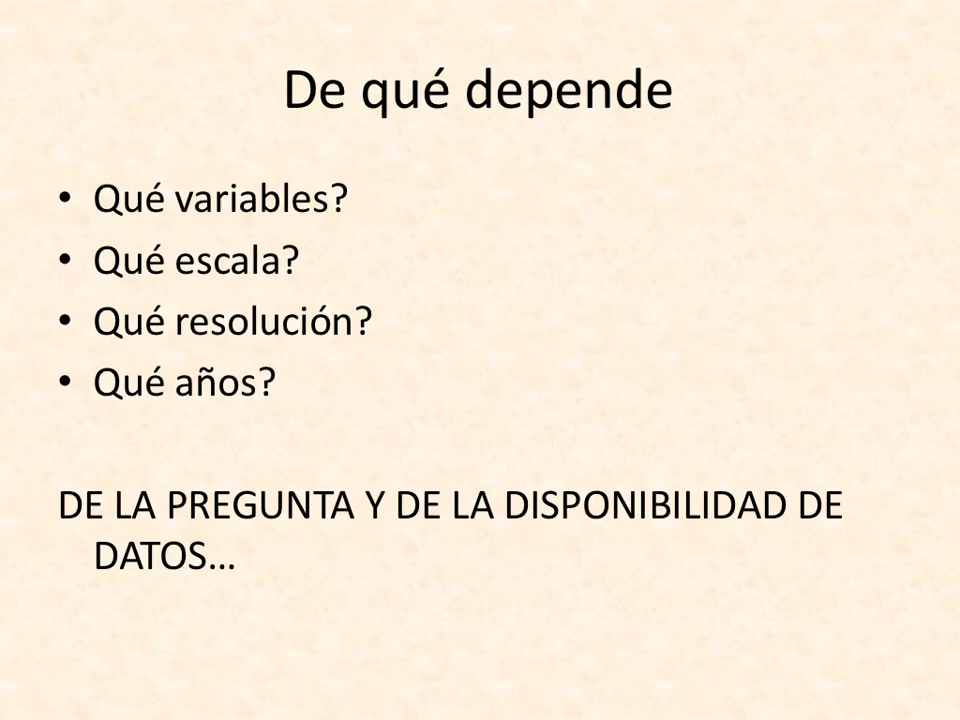 De qué depende
• Qué variables?
• Qué escala?
• Qué resolución?
• Qué años?
DE LA PREGUNTA Y DE LA DISPONIBILIDAD DE
DATOS…